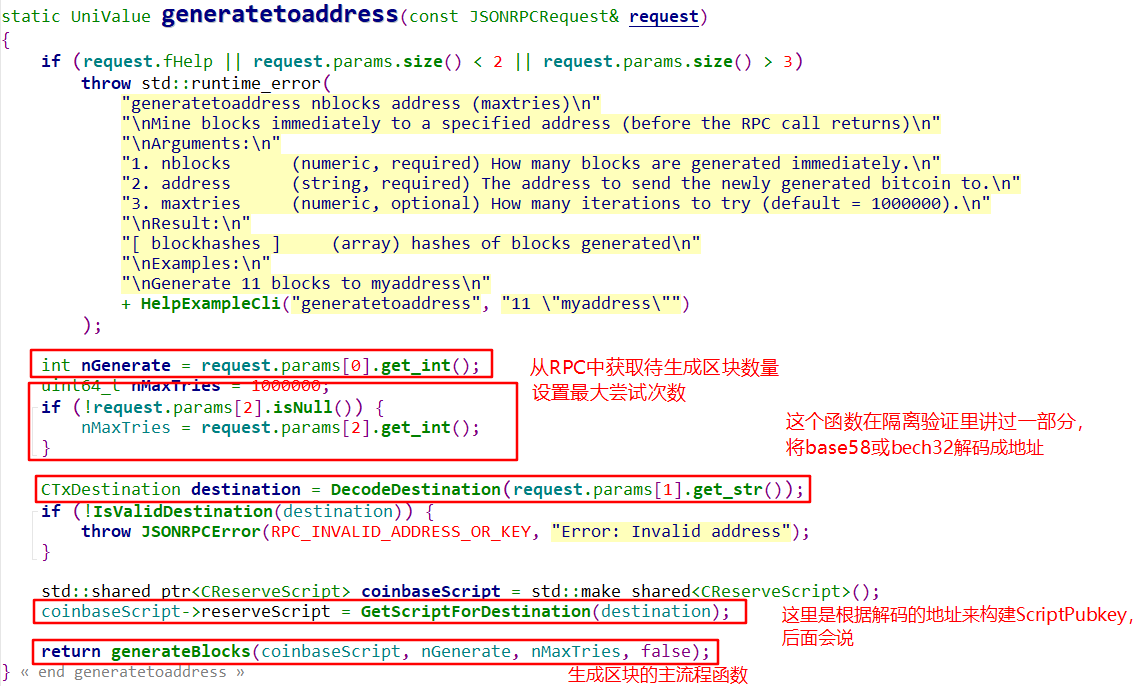 static UniValue generatetoaddress(const JSONRPCRequest& request)
{
if (request.fHelp || request.params.size() < 2 || request.params.size() > 3)
throw std::runtime_error(
"generatetoaddress nblocks address (maxtries)\n"
"\nMine blocks immediately to a specified address (before the RPC call returns)\n"
"\nArguments:\n"
"1. nblocks (numeric, required) How many blocks are generated immediately.\n"
"2. address (string, required) The address to send the newly generated bitcoin to.\n"
"3. maxtries (numeric, optional) How many iterations to try (default = 1000000).\n"
"\nResult:\n"
"[ blockhashes ] (array) hashes of blocks generated\n"
"\nExamples:\n"
"\nGenerate 11 blocks to myaddress\n"
+ HelpExampleCli("generatetoaddress", "11 \"myaddress\"")
);
int nGenerate = request.params[0].get_int();
从RPC中获取待生成区块数量
uint64_t nMaxTries = 1000000;
设置最大尝试次数
if (!request.params[2].isNull()) {
nMaxTries = request.params[2].get_int();
}
这个函数在隔离验证里讲过一部分，
将base58或bech32解码成地址
CTxDestination destination = DecodeDestination(request.params[1].get_str());
if (!IsValidDestination(destination)) {
throw JSONRPCError(RPC_INVALID_ADDRESS_OR_KEY, "Error: Invalid address");
}
std::shared_ptr<CReserveScript> coinbaseScript = std::make_shared<CReserveScript>();
coinbaseScript->reserveScript = GetScriptForDestination(destination);
这里是根据解码的地址来构建ScriptPubkey，
后面会说
return generateBlocks(coinbaseScript, nGenerate, nMaxTries, false);
} « end generatetoaddress »
生成区块的主流程函数